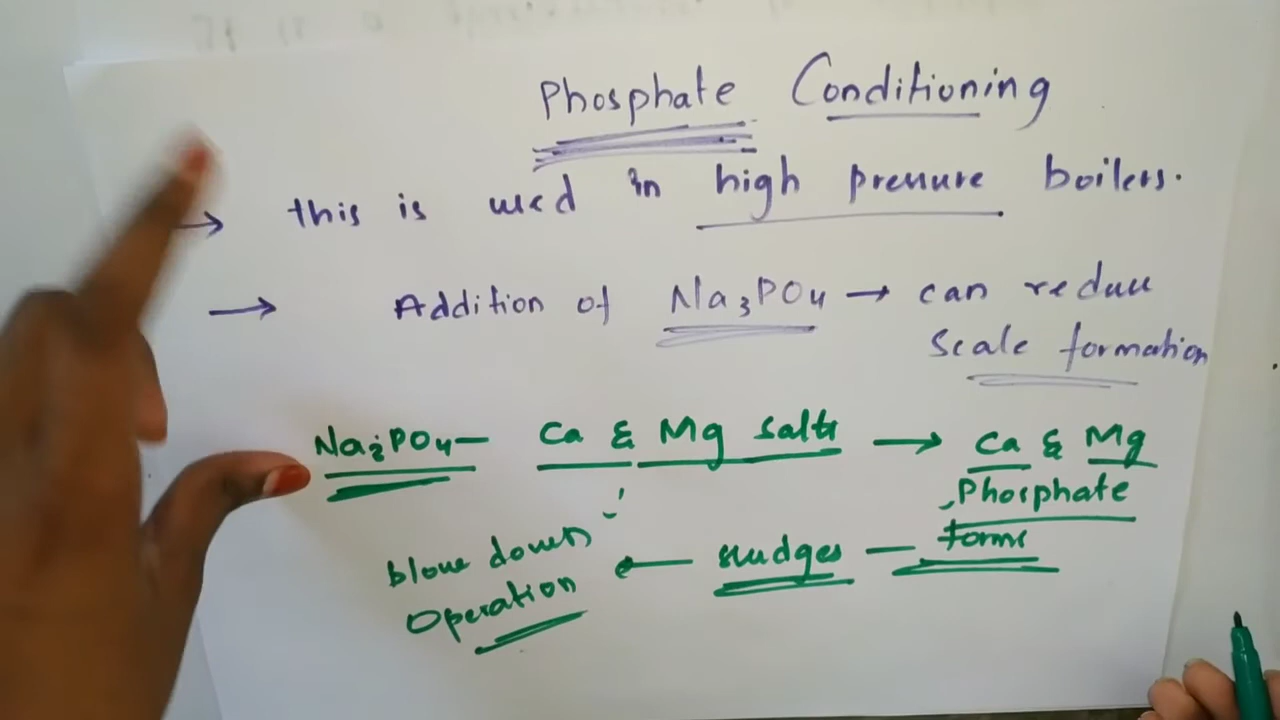 Phosphate Conditioning
→ this is used in high pressure boilers.
→ Addition of Na3PO4 → can reduce
scale formation
Na3PO4 — Ca & Mg salts → Ca & Mg
Phosphate
forms
blow down ← sludges —
Operation